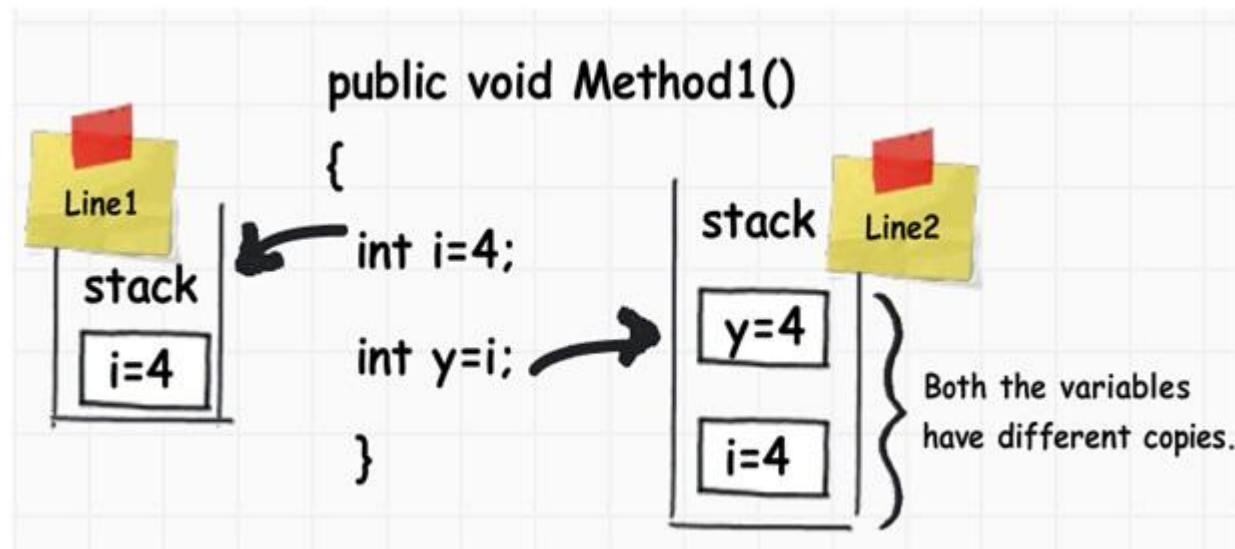 public void Method1()
{
Line1
stack
i=4
int i=4;
int y=i;
}
stack
Line2
y=4
i=4
Both the variables
have different copies.